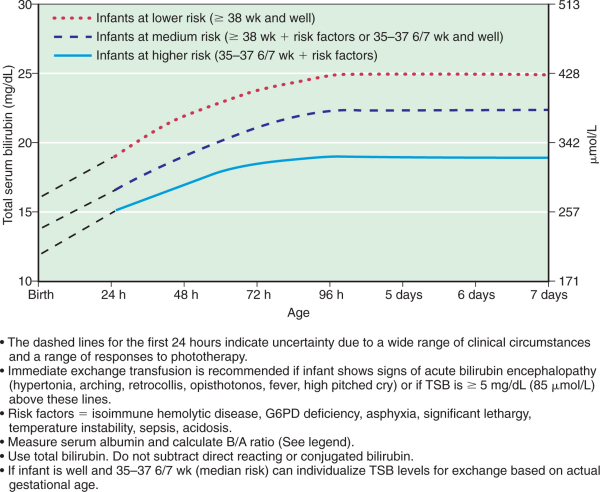 30
513
Infants at lower risk (≥ 38 wk and well)
Infants at medium risk (≥ 38 wk + risk factors or 35–37 6/7 wk and well)
Infants at higher risk (35–37 6/7 wk + risk factors)
25
428
20
342
15
257
10
171
Total serum bilirubin (mg/dL)
μmol/L
Birth 24 h 48 h 72 h 96 h 5 days 6 days 7 days
Age
• The dashed lines for the first 24 hours indicate uncertainty due to a wide range of clinical circumstances
and a range of responses to phototherapy.
• Immediate exchange transfusion is recommended if infant shows signs of acute bilirubin encephalopathy
(hypertonia, arching, retrocollis, opisthotonos, fever, high pitched cry) or if TSB is ≥ 5 mg/dL (85 μmol/L)
above these lines.
• Risk factors = isoimmune hemolytic disease, G6PD deficiency, asphyxia, significant lethargy,
temperature instability, sepsis, acidosis.
• Measure serum albumin and calculate B/A ratio (See legend).
• Use total bilirubin. Do not subtract direct reacting or conjugated bilirubin.
• If infant is well and 35–37 6/7 wk (median risk) can individualize TSB levels for exchange based on actual
gestational age.